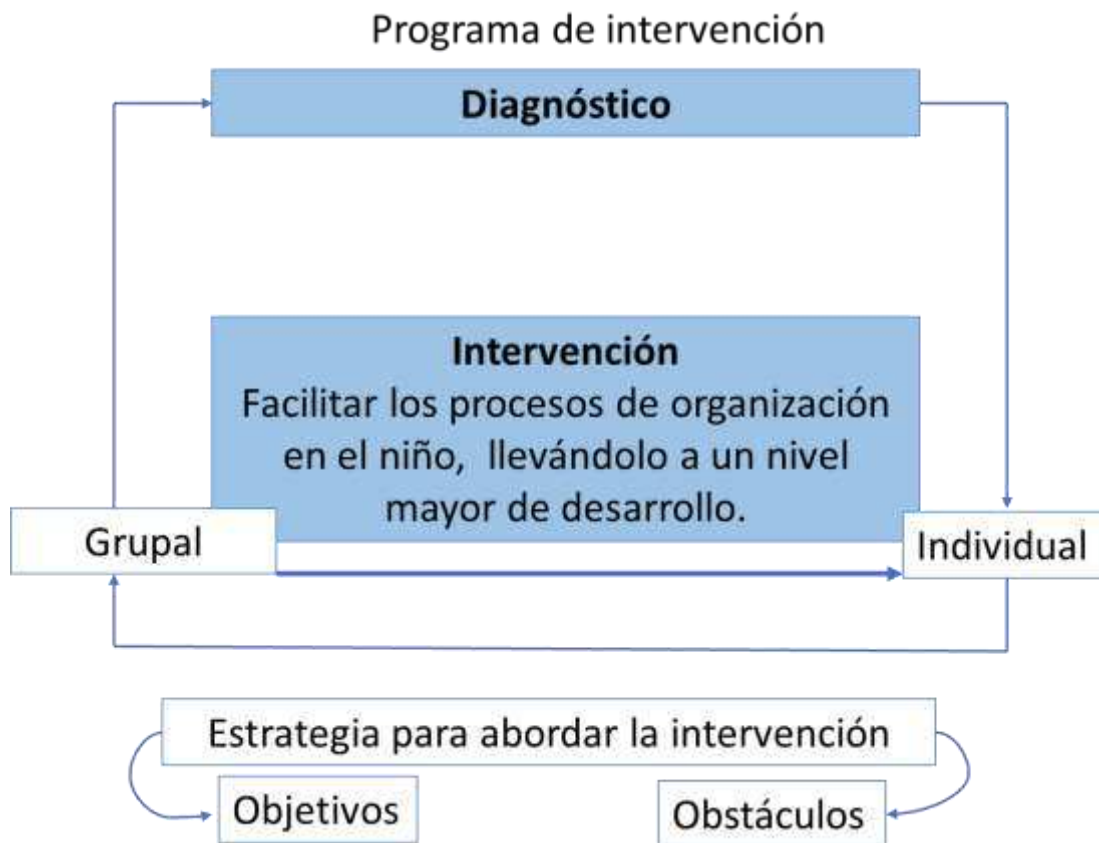 Programa de intervención
Diagnóstico
Intervención
Facilitar los procesos de organización
en el niño, llevándolo a un nivel
mayor de desarrollo.
Grupal
Individual
Estrategia para abordar la intervención
Objetivos
Obstáculos